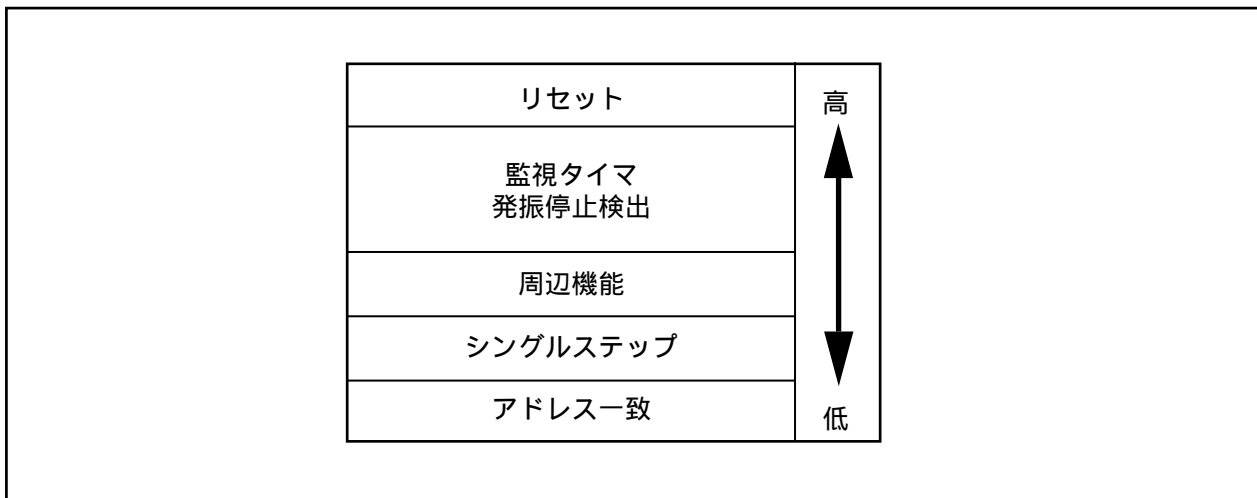 リセット
高
監視タイマ
発振停止検出
周辺機能
シングルステップ
アドレス一致
低